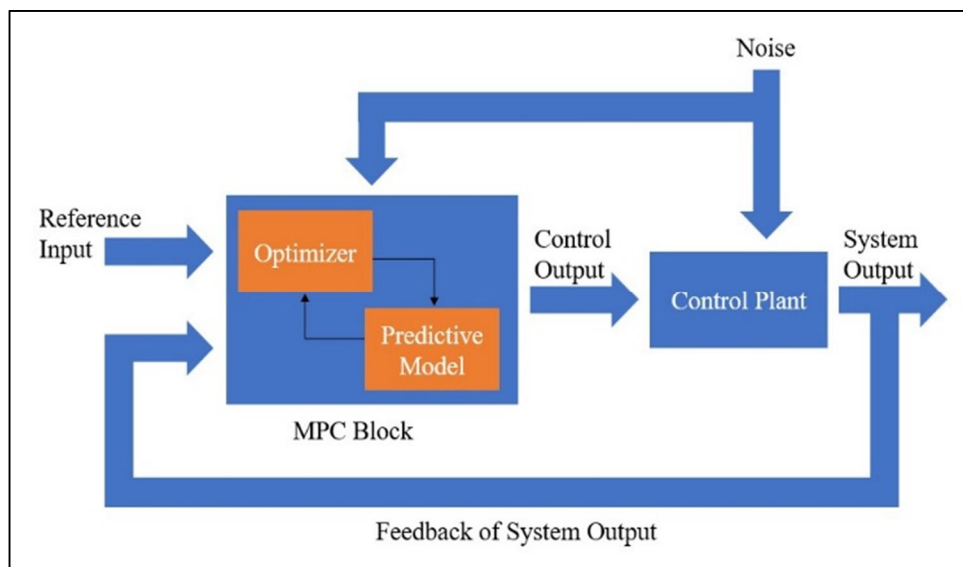 Noise
Reference
Input
Optimizer
Predictive
Model
MPC Block
Control
Output
Control Plant
System
Output
Feedback of System Output